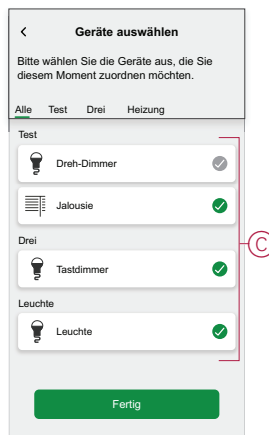 Geräte auswählen
Bitte wählen Sie die Geräte aus, die Sie
diesem Moment zuordnen möchten.
Alle Test Drei Heizung
Test
Dreh-Dimmer
Jalousie
Drei
Tastdimmer
Leuchte
Leuchte
Fertig
C